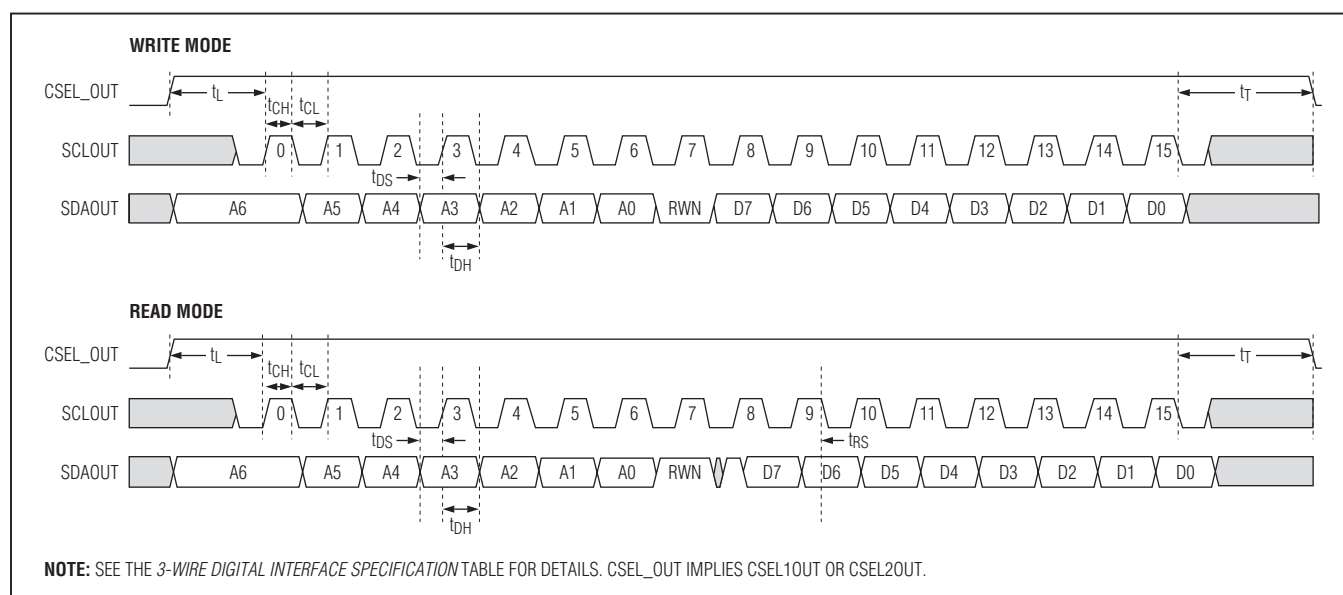 WRITE MODE
CSEL_OUT
tL
tCH
tCL
tT
SCLOUT
0 1 2 3 4 5 6 7 8 9 10 11 12 13 14 15
tDS
SDAOUT
A6 A5 A4 A3 A2 A1 A0 RWN D7 D6 D5 D4 D3 D2 D1 D0
tDH
READ MODE
CSEL_OUT
tL
tCH
tCL
tT
SCLOUT
0 1 2 3 4 5 6 7 8 9 10 11 12 13 14 15
tDS
tRS
SDAOUT
A6 A5 A4 A3 A2 A1 A0 RWN D7 D6 D5 D4 D3 D2 D1 D0
tDH
NOTE: SEE THE 3-WIRE DIGITAL INTERFACE SPECIFICATION TABLE FOR DETAILS. CSEL_OUT IMPLIES CSEL1OUT OR CSEL2OUT.